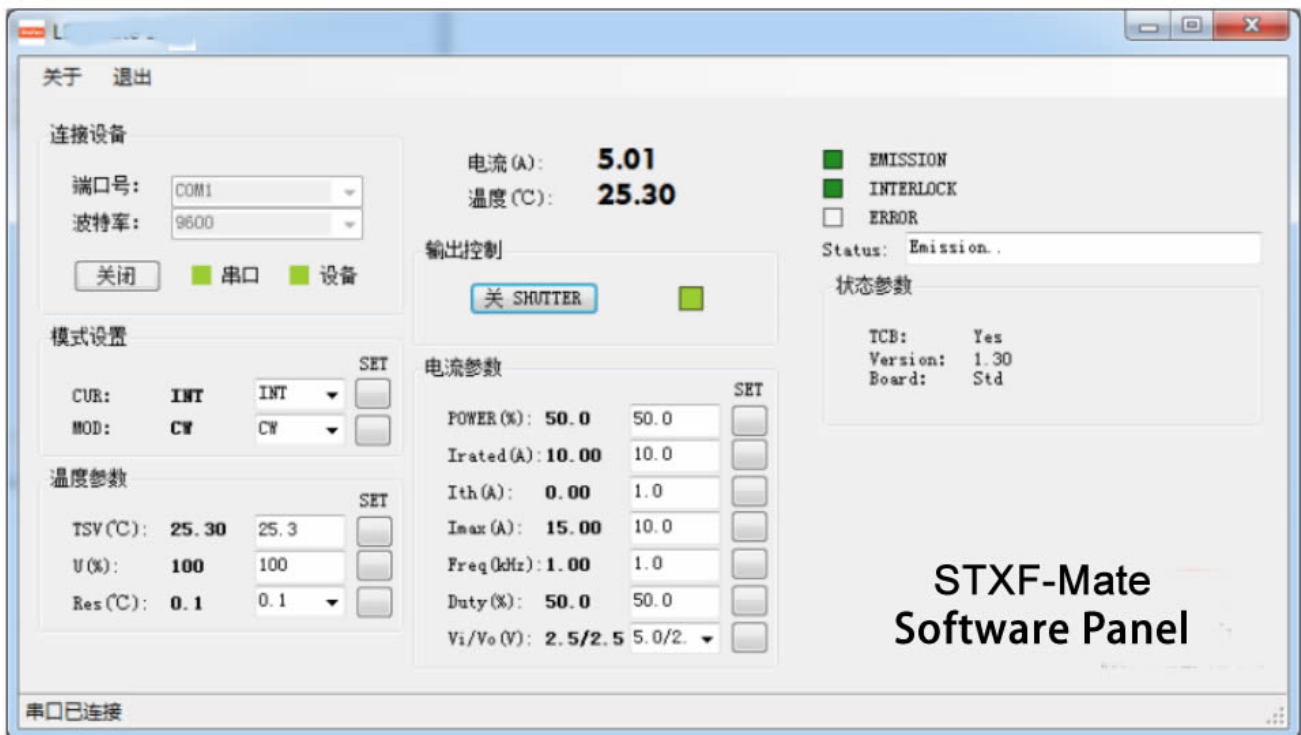 关于 退出
连接设备
端口号: COM1
波特率: 9600
关闭 串口 设备
模式设置
SET
CUR: INT INT
MOD: CW CW
温度参数
SET
TSV(℃): 25.30 25.3
U(%): 100 100
Res(℃): 0.1 0.1
电流(A): 5.01
温度(℃): 25.30
输出控制
关 SHUTTER
电流参数
SET
POWER(%): 50.0 50.0
Irated(A): 10.00 10.0
Ith(A): 0.00 1.0
Imax(A): 15.00 10.0
Freq(kHz): 1.00 1.0
Duty(%): 50.0 50.0
Vi/Vo(V): 2.5/2.5 5.0/2.
EMISSION
INTERLOCK
ERROR
Status: Emission..
状态参数
TCB: Yes
Version: 1.30
Board: Std
STXF-Mate
Software Panel
串口已连接